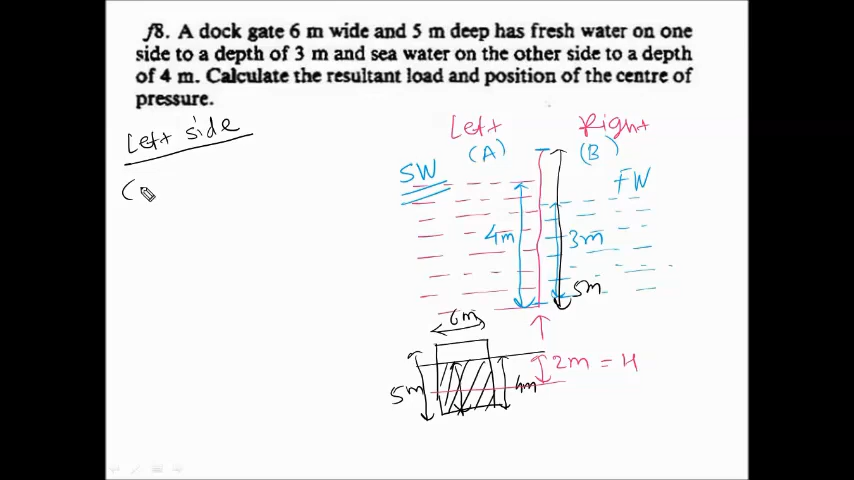 f8. A dock gate 6 m wide and 5 m deep has fresh water on one
side to a depth of 3 m and sea water on the other side to a depth
of 4 m. Calculate the resultant load and position of the centre of
pressure.
Left side
(
Left Right
(A) (B)
SW FW
4m 3m
5m
6m
2m = H
5m 4m